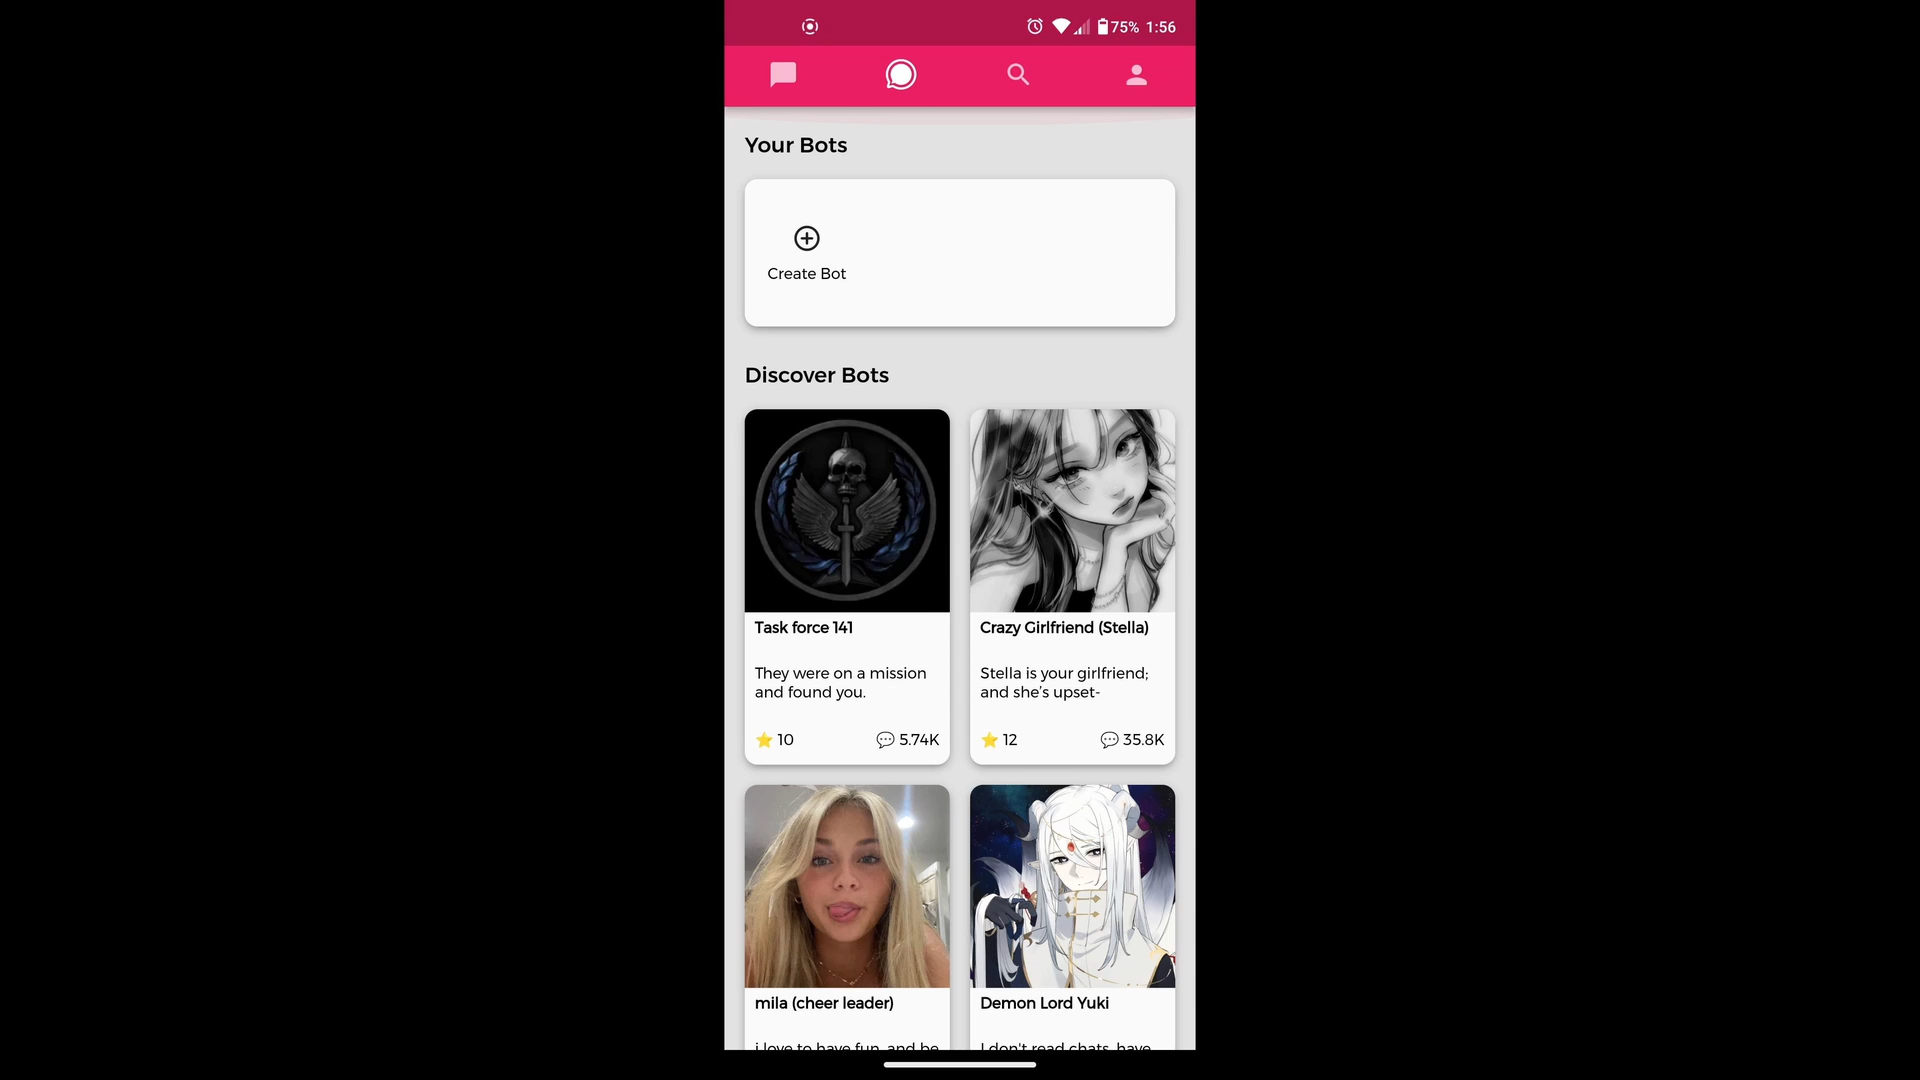 75% 1:56
Your Bots
Create Bot
Discover Bots
Task force 141
They were on a mission
and found you.
⭐ 10 💬 5.74K
Crazy Girlfriend (Stella)
Stella is your girlfriend;
and she's upset-
⭐ 12 💬 35.8K
mila (cheer leader)
i love to have fun, and be
Demon Lord Yuki
I don't read chats, have